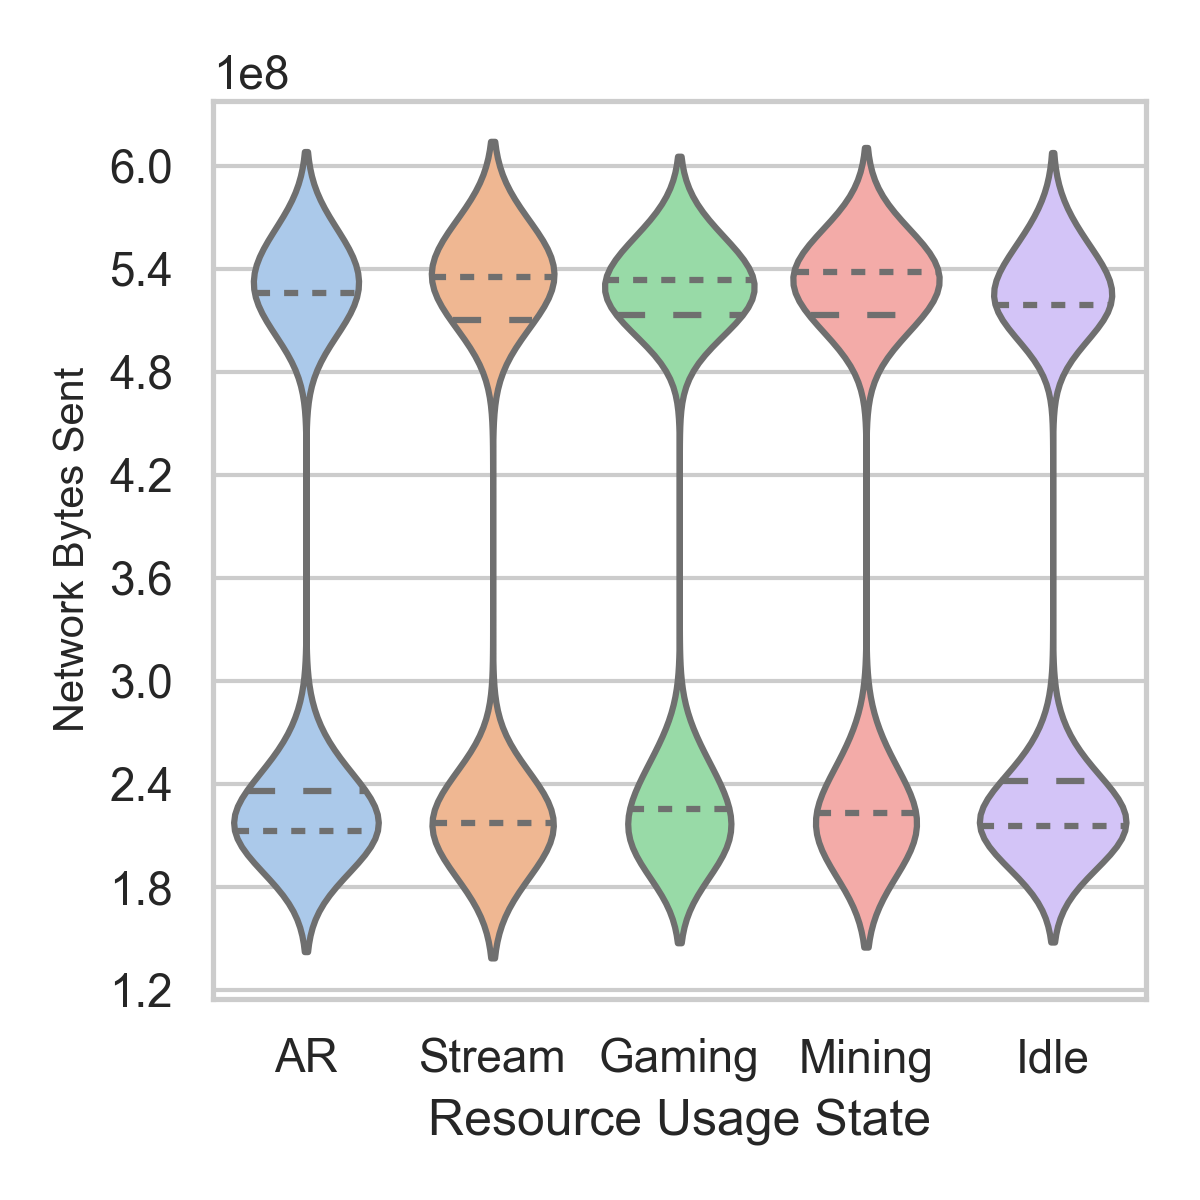 1e8
6.0
5.4
4.8
4.2
3.6
3.0
2.4
1.8
1.2
Network Bytes Sent
AR Stream Gaming Mining Idle
Resource Usage State